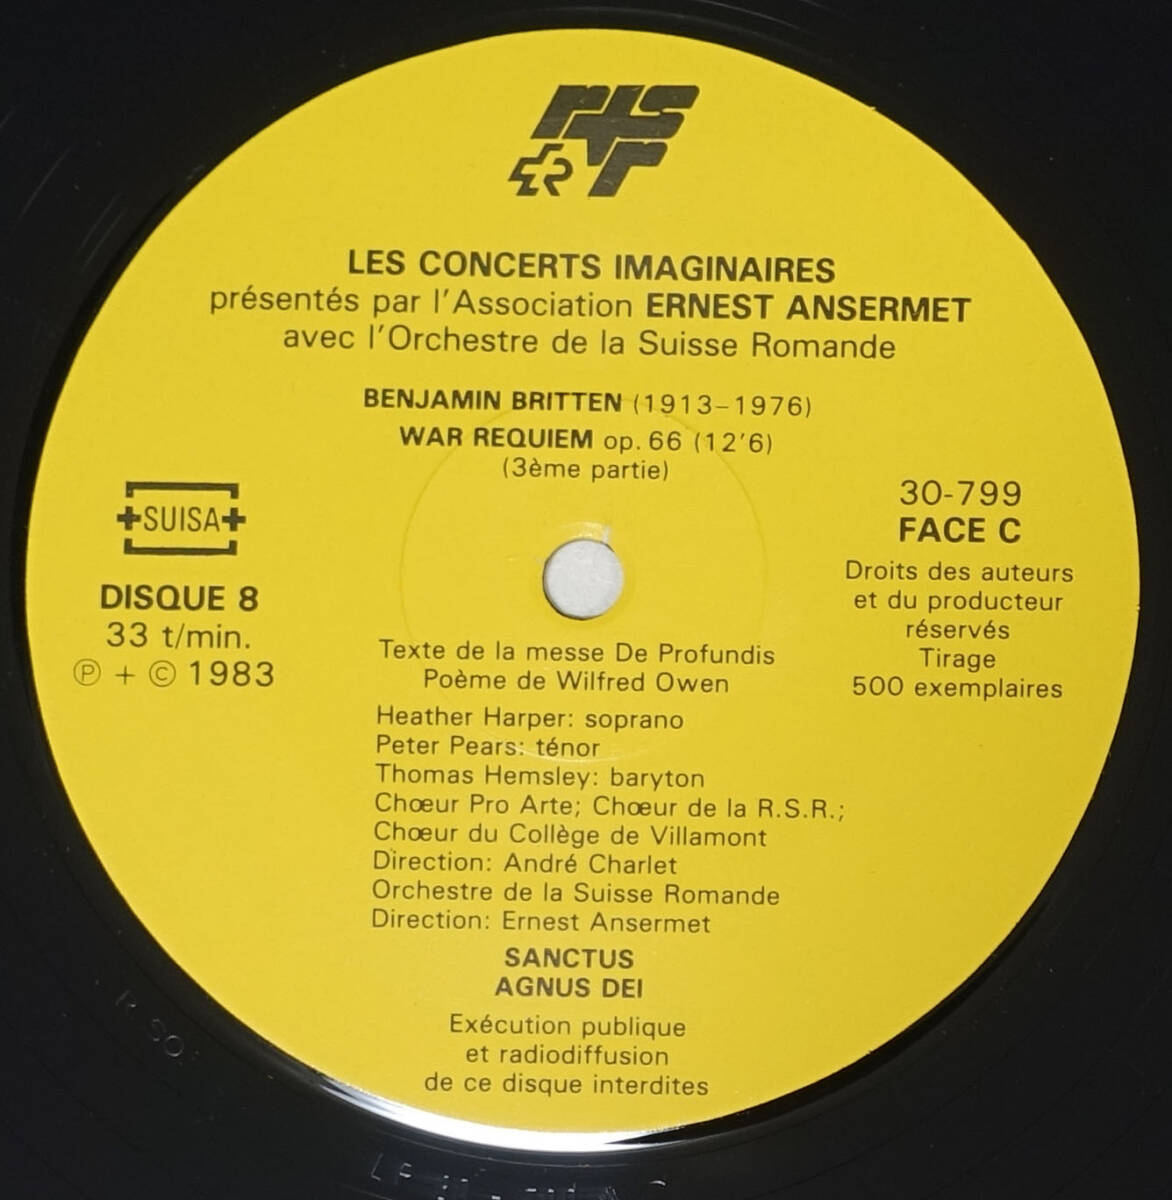 rtsr
LES CONCERTS IMAGINAIRES
présentés par l'Association ERNEST ANSERMET
avec l'Orchestre de la Suisse Romande
BENJAMIN BRITTEN (1913-1976)
WAR REQUIEM op. 66 (12'6)
(3ème partie)
SUISA
DISQUE 8
33 t/min.
Ⓟ + © 1983
30-799
FACE C
Droits des auteurs
et du producteur
réservés
Tirage
500 exemplaires
Texte de la messe De Profundis
Poème de Wilfred Owen
Heather Harper: soprano
Peter Pears: ténor
Thomas Hemsley: baryton
Chœur Pro Arte; Chœur de la R.S.R.;
Chœur du Collège de Villamont
Direction: André Charlet
Orchestre de la Suisse Romande
Direction: Ernest Ansermet
SANCTUS
AGNUS DEI
Exécution publique
et radiodiffusion
de ce disque interdites